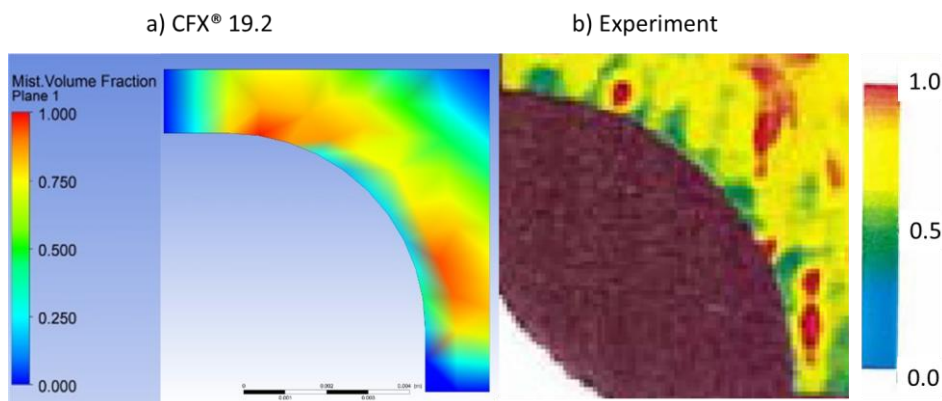 a) CFX® 19.2
b) Experiment
Mist.Volume Fraction
Plane 1
1.000
0.750
0.500
0.250
0.000
0
0.002
0.004 (m)
0.001
0.003
1.0
0.5
0.0